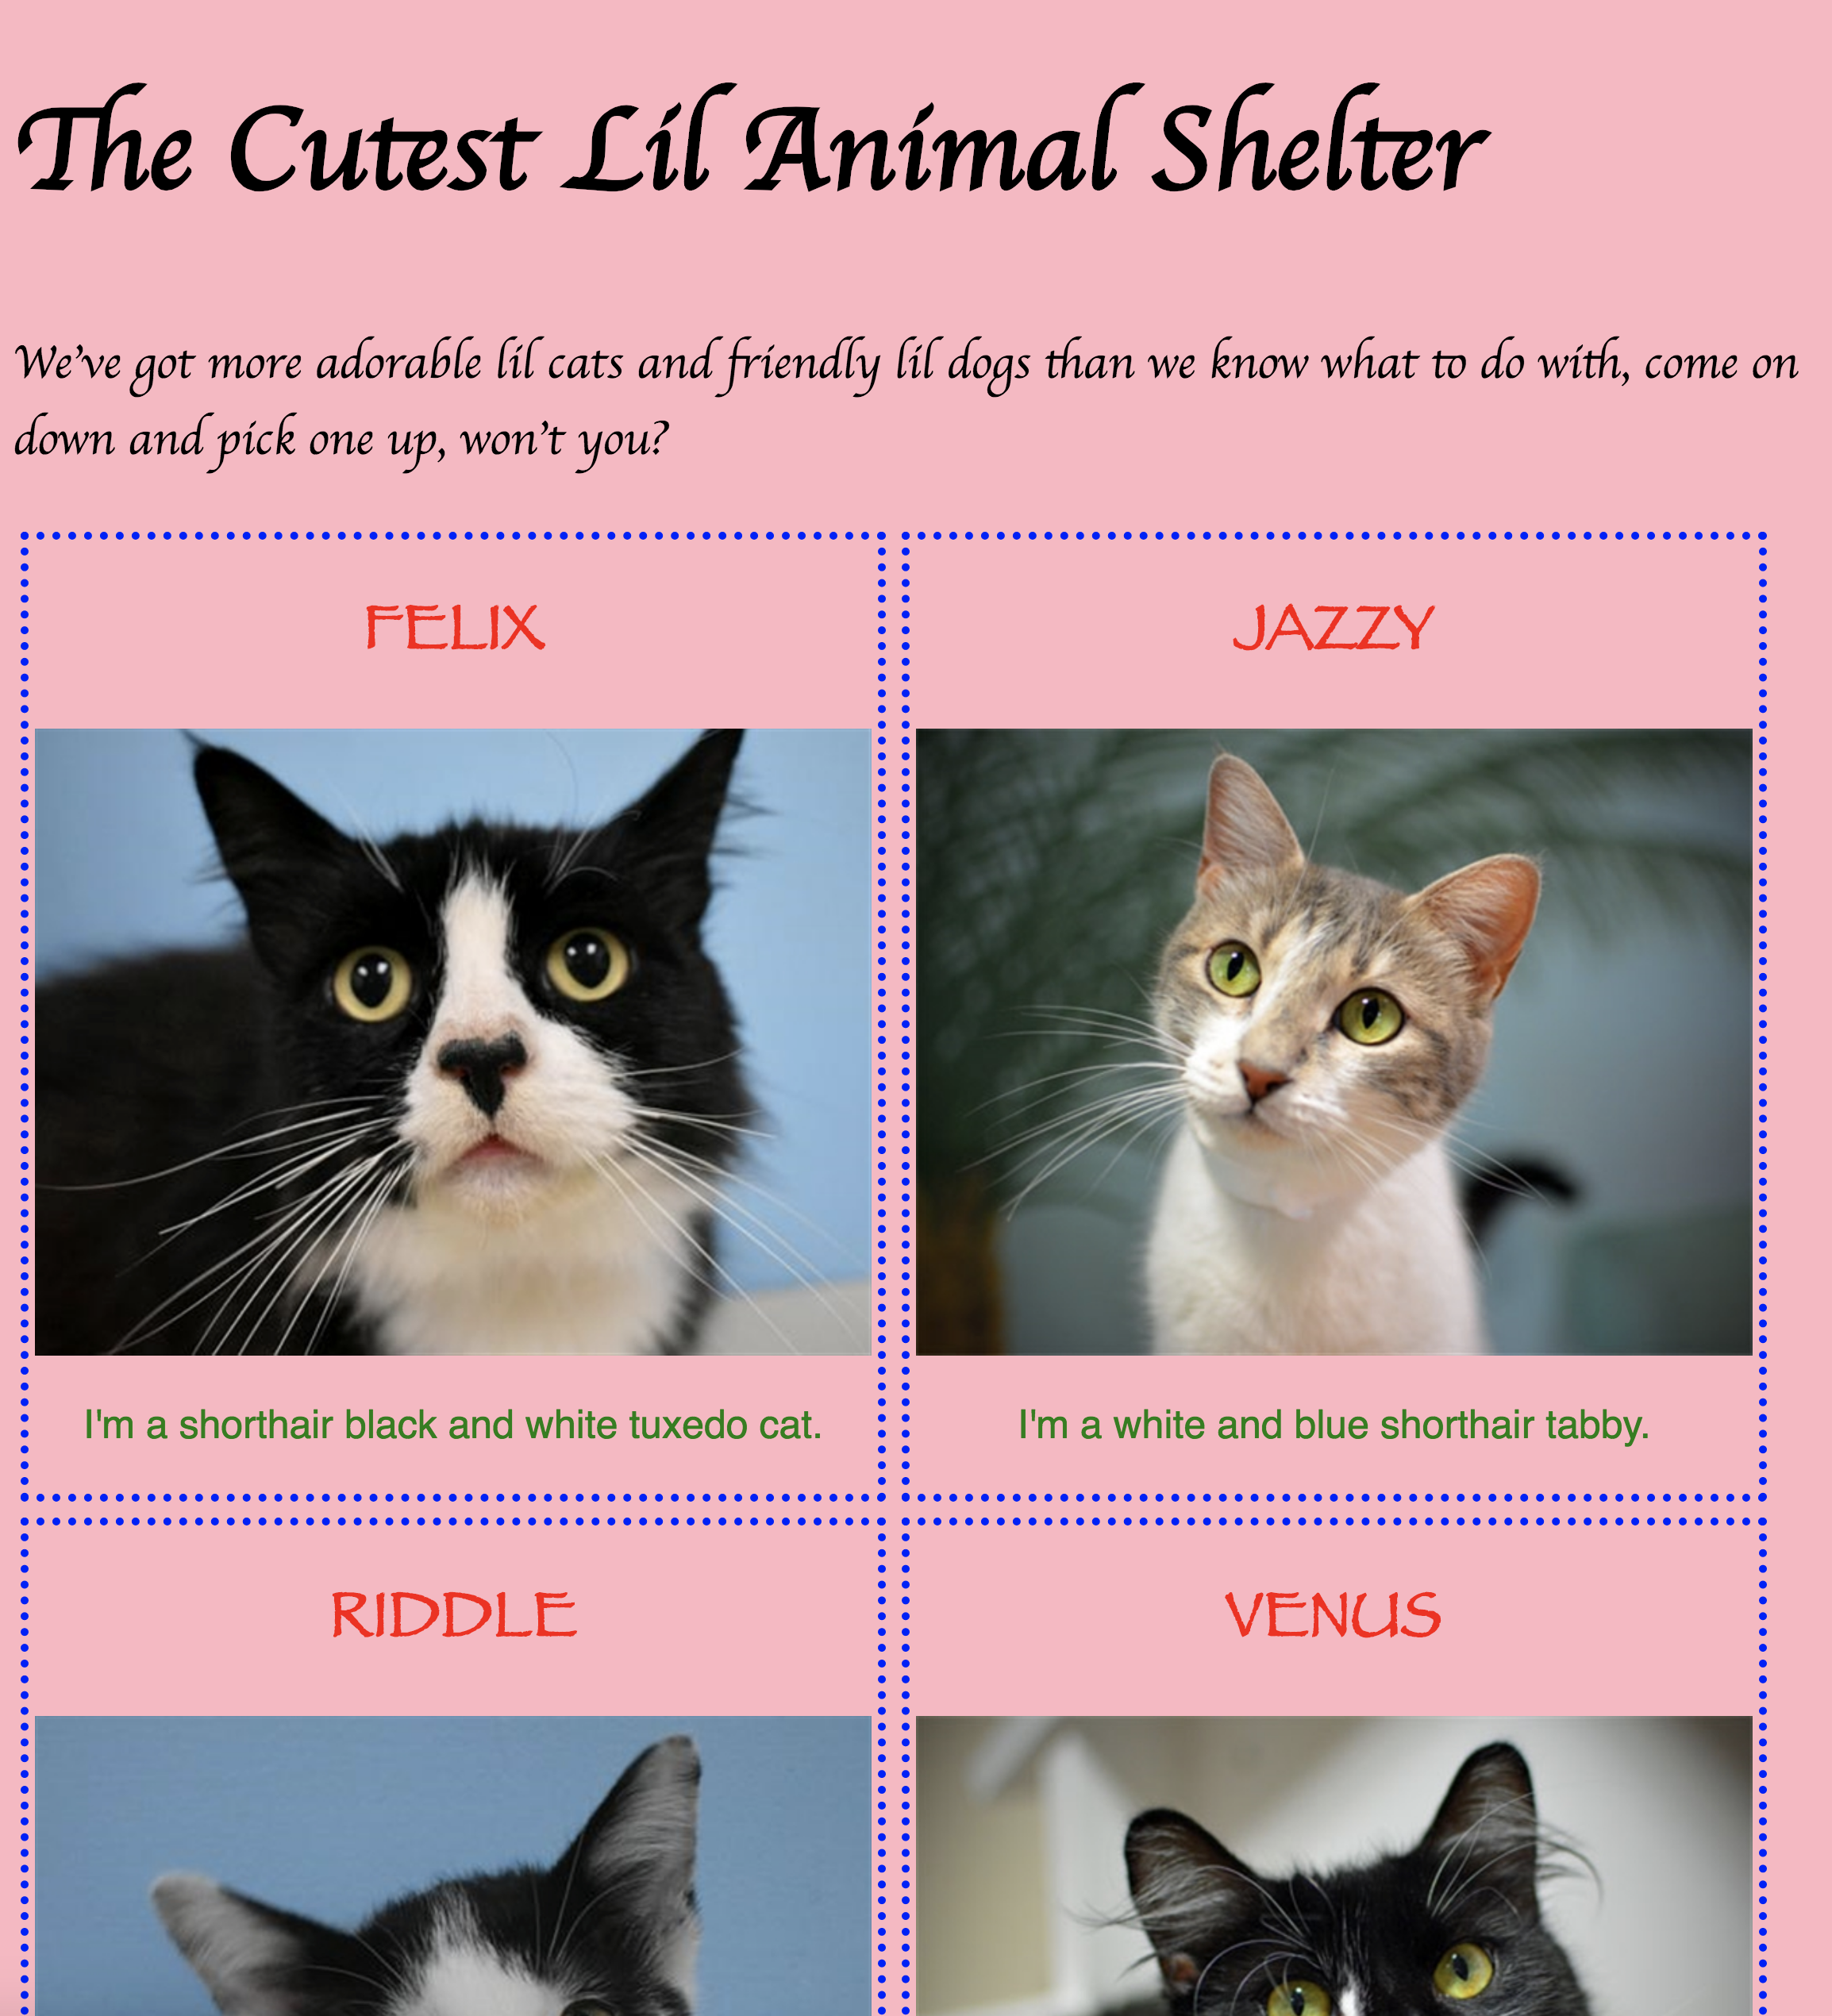 The Cutest Lil Animal Shelter
We've got more adorable lil cats and friendly lil dogs than we know what to do with, come on
down and pick one up, won't you?
FELIX
JAZZY
I'm a shorthair black and white tuxedo cat.
I'm a white and blue shorthair tabby.
RIDDLE
VENUS